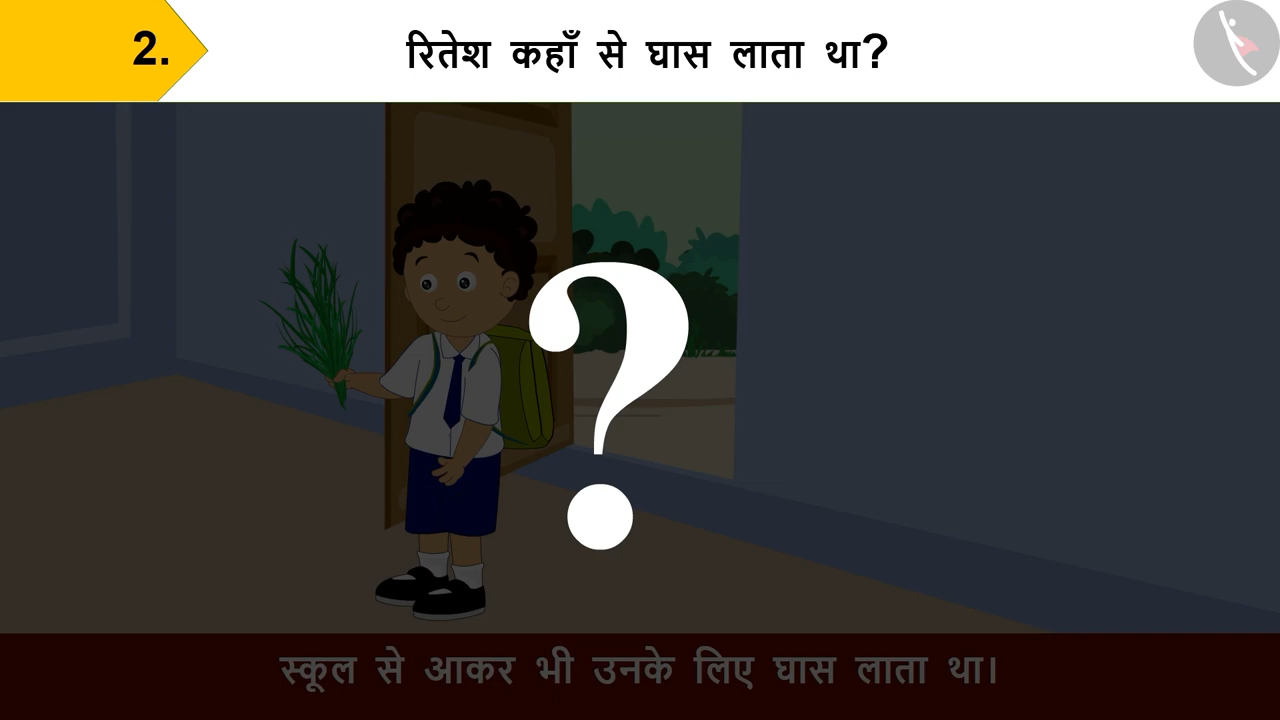 2.
रितेश कहाँ से घास लाता था?
?
स्कूल से आकर भी उनके लिए घास लाता था।